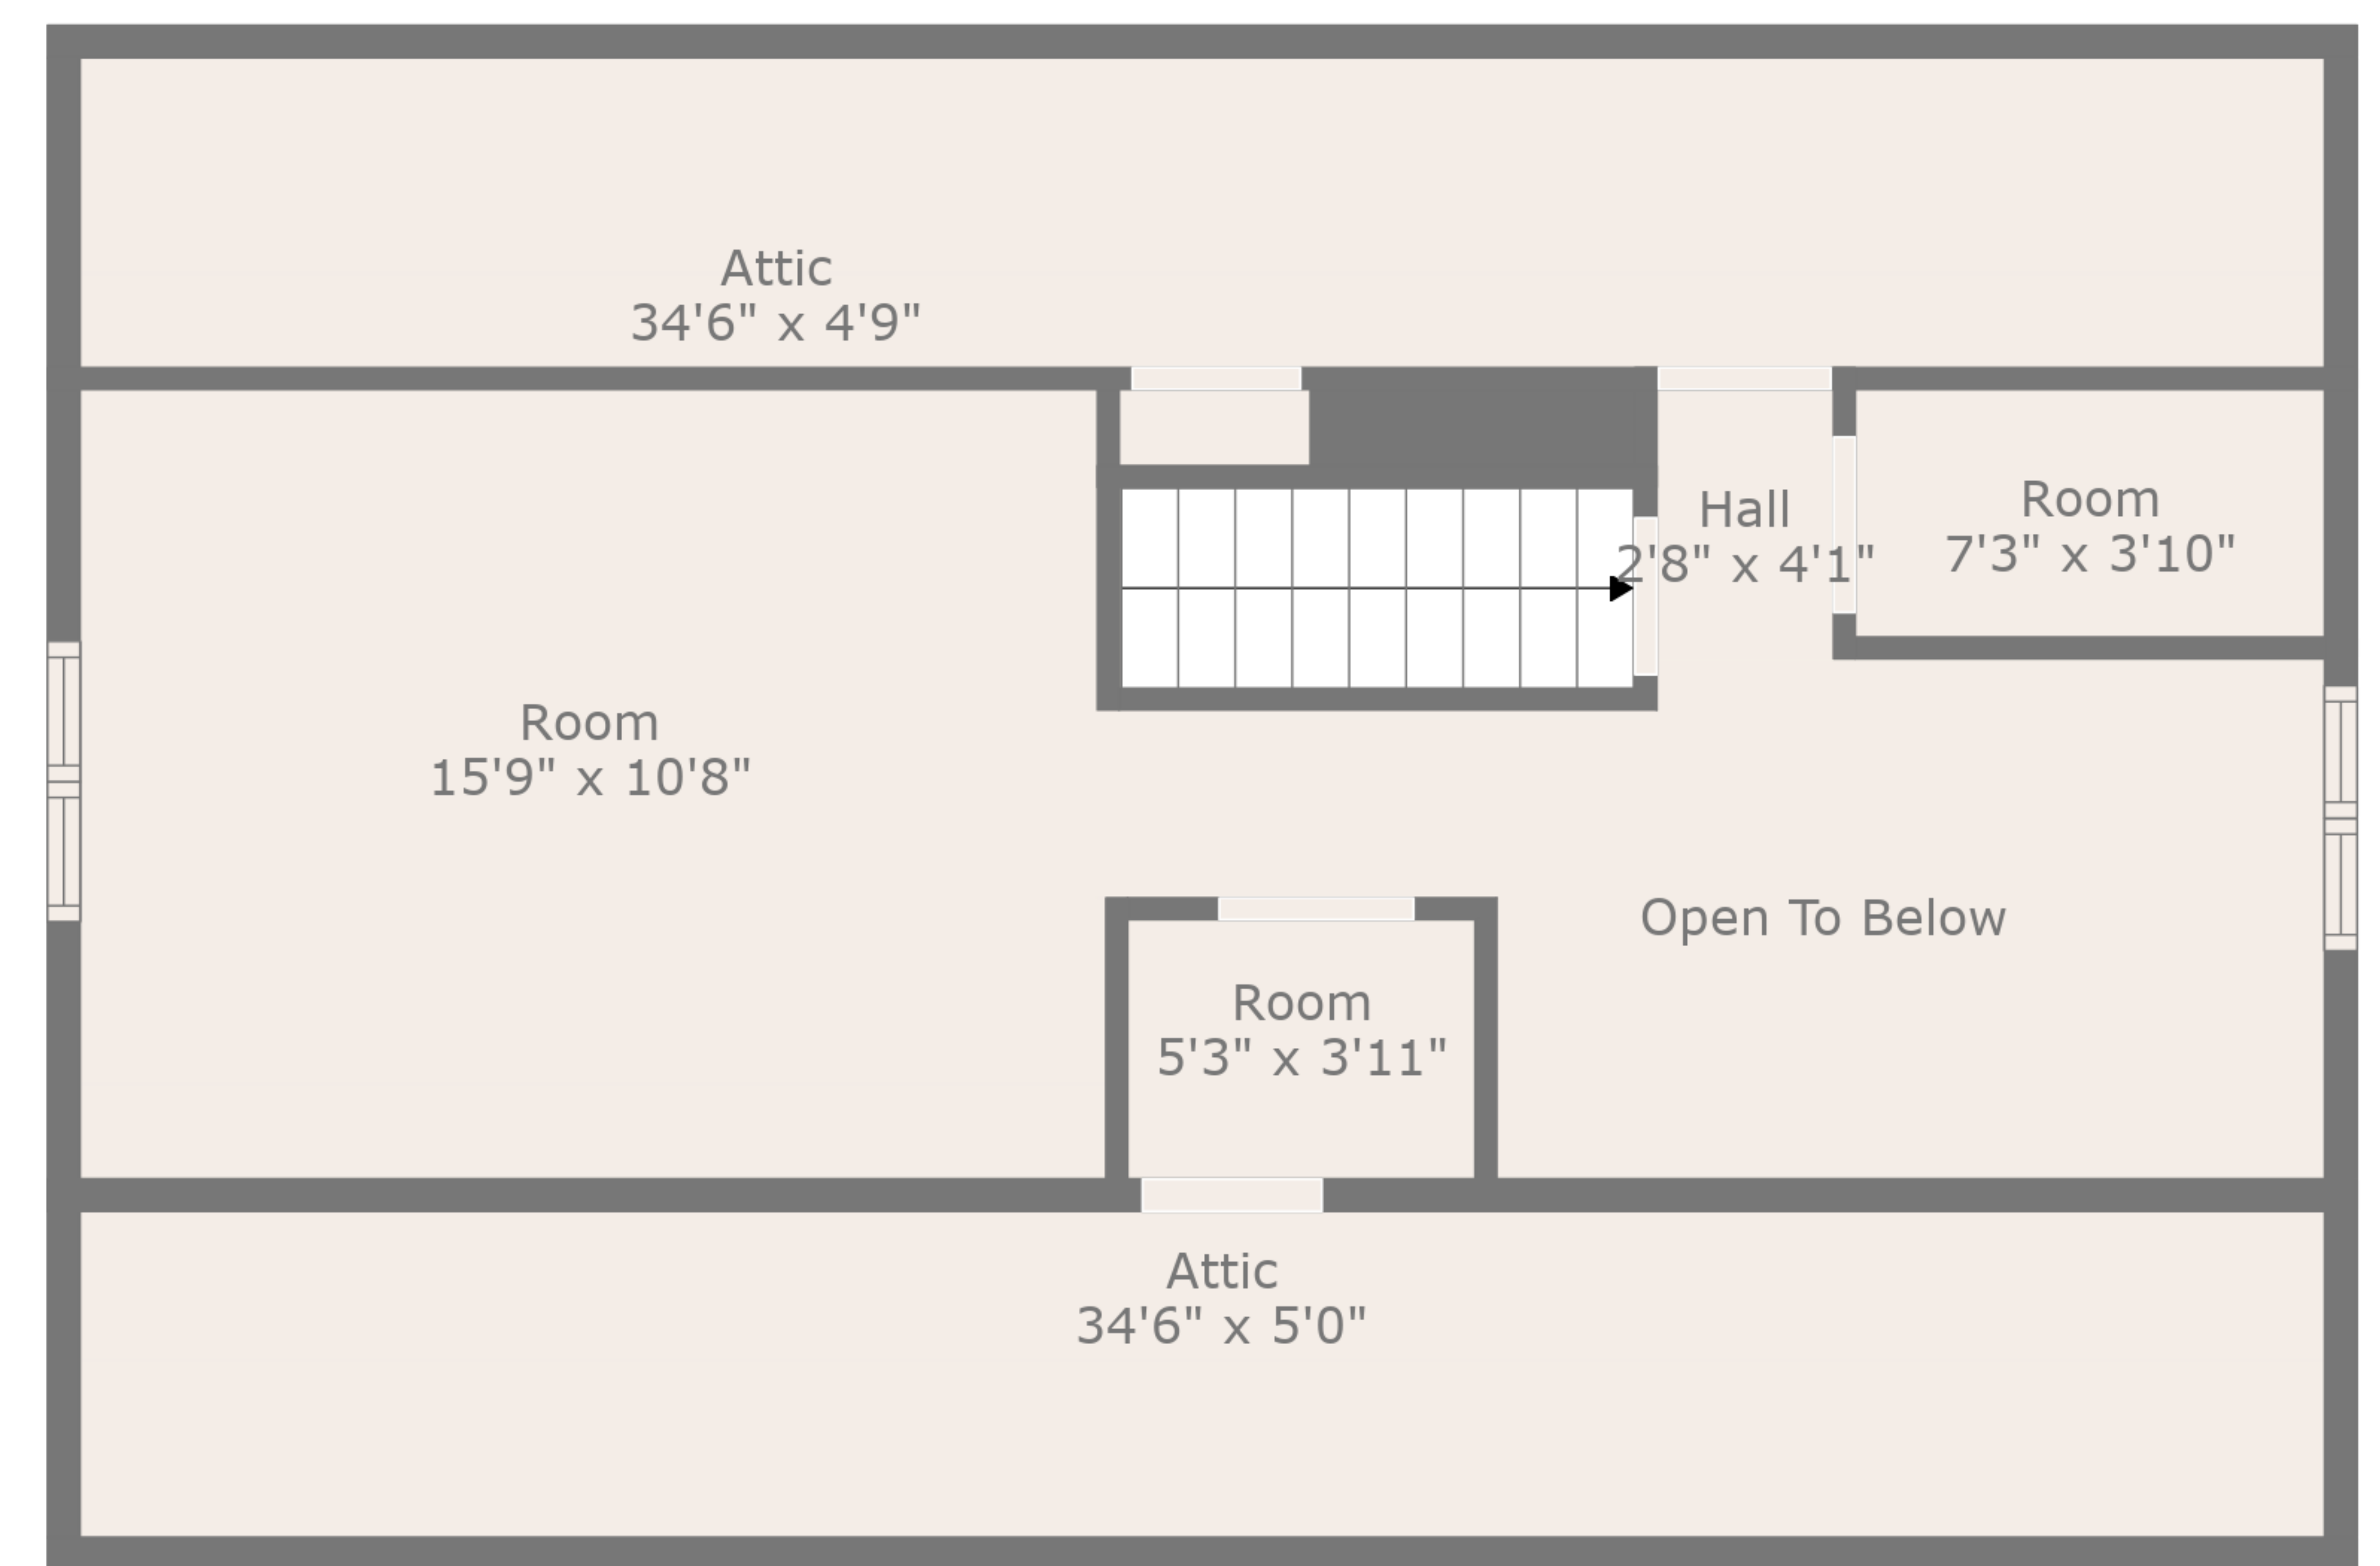 Attic
34'6" x 4'9"
Hall
2'8" x 4'1"
Room
7'3" x 3'10"
Room
15'9" x 10'8"
Open To Below
Room
5'3" x 3'11"
Attic
34'6" x 5'0"